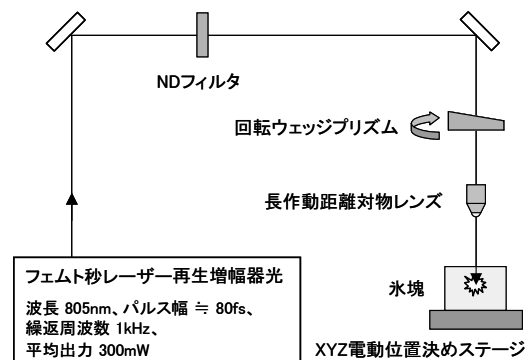 NDフィルタ
回転ウェッジプリズム
長作動距離対物レンズ
フェムト秒レーザー再生増幅器光
波長 805nm、パルス幅 ≒ 80fs、
繰返周波数 1kHz、
平均出力 300mW
氷塊
XYZ電動位置決めステージ